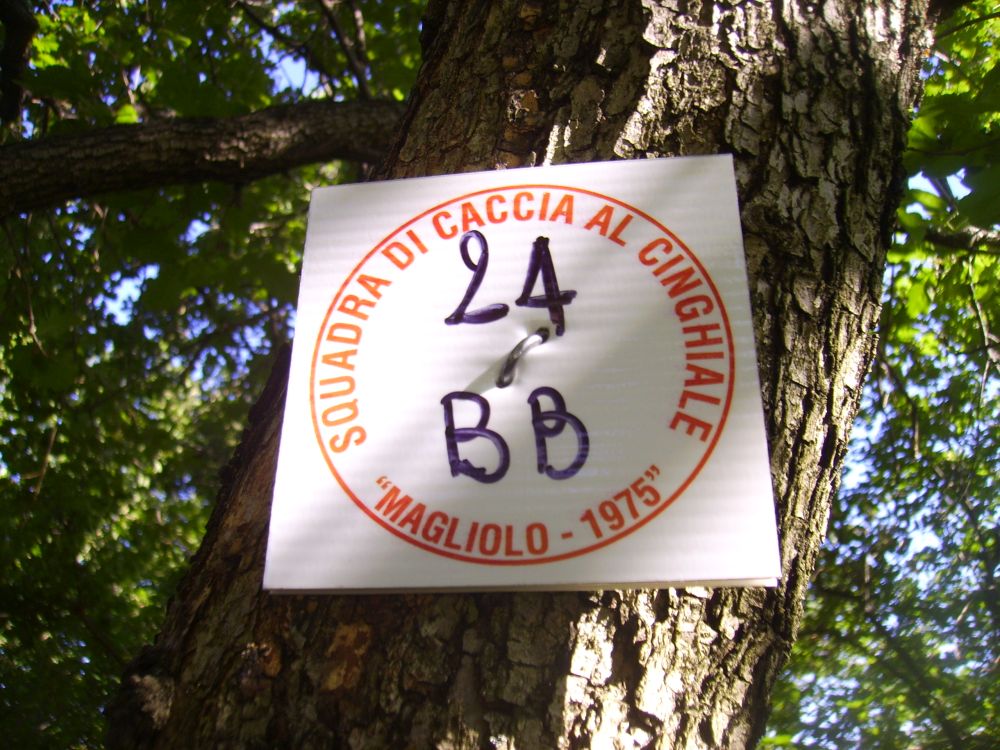 SQUADRA DI CACCIA AL CINGHIALE
24
BB
“MAGLIOLO - 1975”